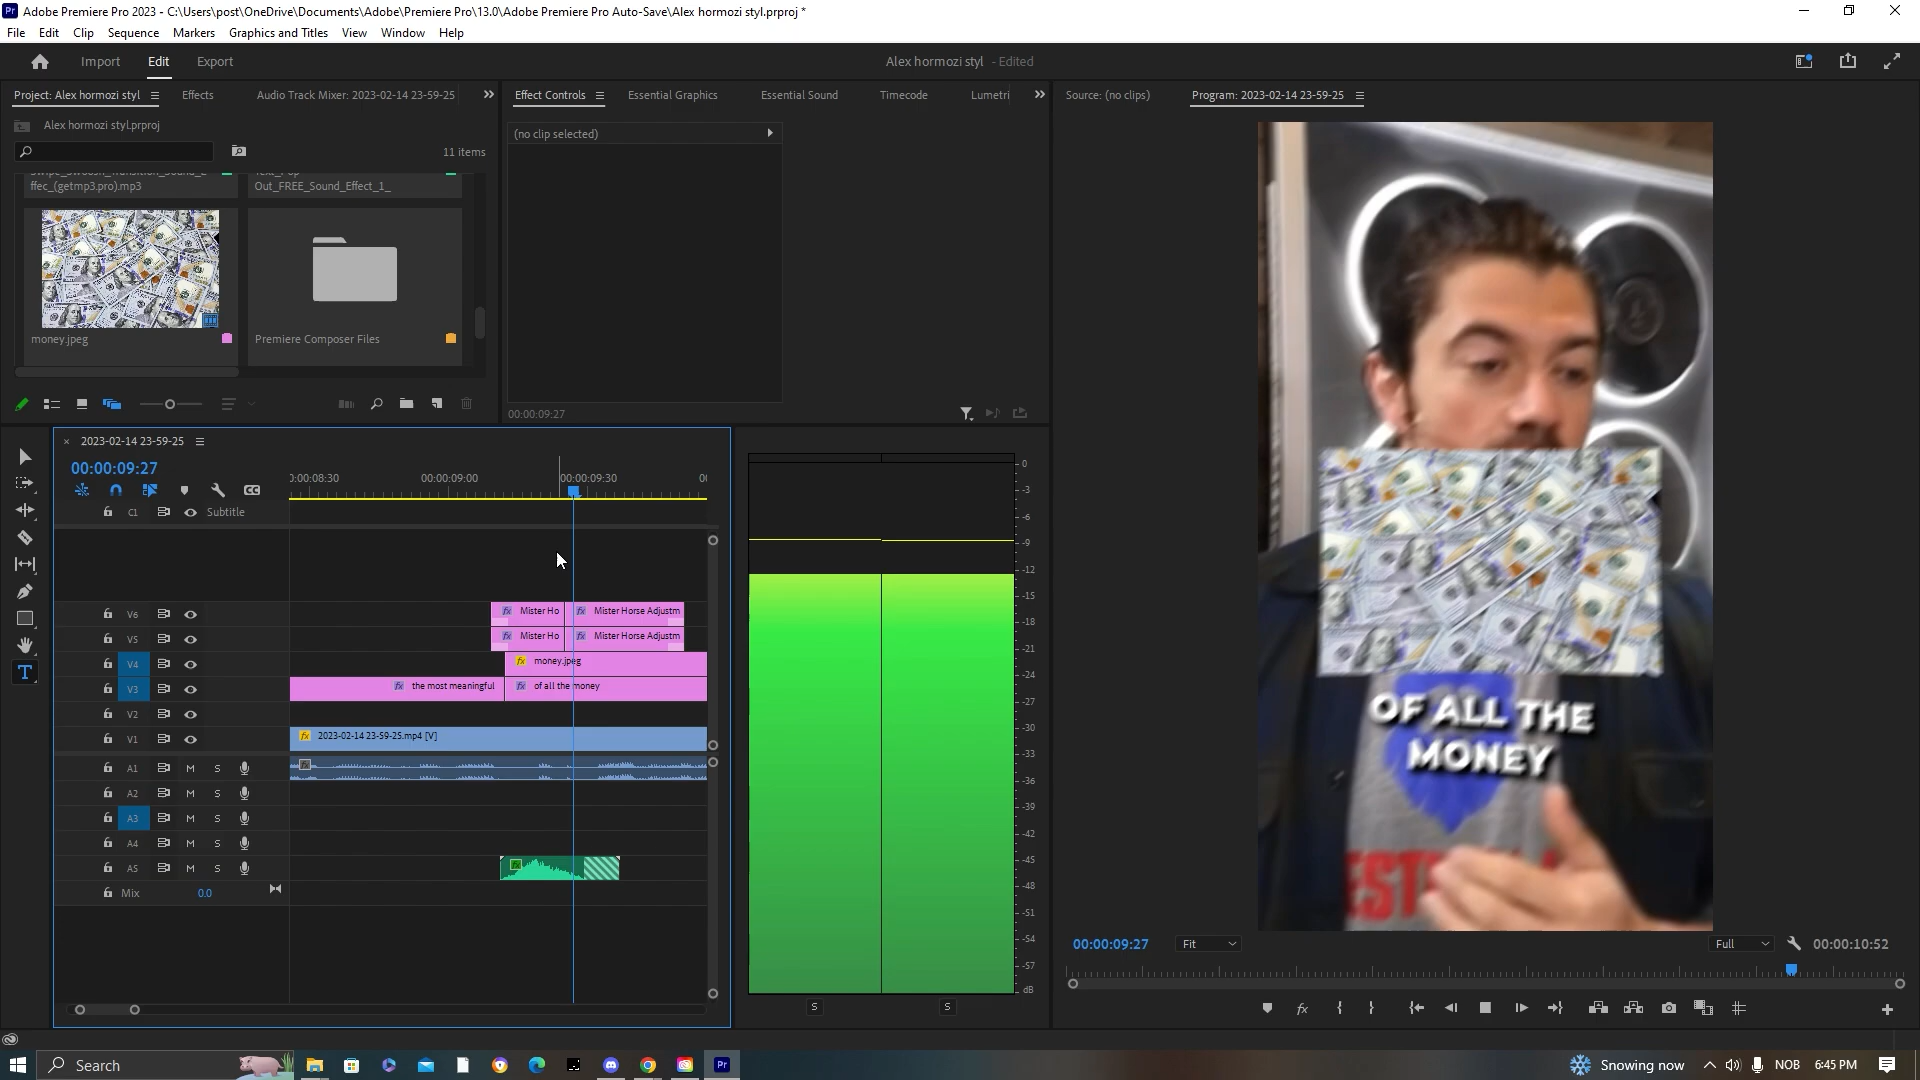 Adobe Premiere Pro 2023 - C:\Users\post\OneDrive\Documents\Adobe\Premiere Pro\13.0\Adobe Premiere Pro Auto-Save\Alex hormozi styl.prproj *
File Edit Clip Sequence Markers Graphics and Titles View Window Help
Import Edit Export
Alex hormozi styl - Edited
Project: Alex hormozi styl
Effects
Audio Track Mixer: 2023-02-14 23-59-25
Effect Controls
Essential Graphics
Essential Sound
Timecode
Lumetri
Source: (no clips)
Program: 2023-02-14 23-59-25
Alex hormozi styl.prproj
11 items
(no clip selected)
ffec_(getmp3.pro).mp3
Out_FREE_Sound_Effect_1_
money.jpeg
Premiere Composer Files
00:00:09:27
2023-02-14 23-59-25
00:00:09:27
0:00:08:30 00:00:09:00 00:00:09:30 00
C1 Subtitle
V6 Mister Ho Mister Horse Adjustm
V5 Mister Ho Mister Horse Adjustm
V4 money.jpeg
V3 the most meaningful of all the money
V2
V1 2023-02-14 23-59-25.mp4 [V]
A1 M S
A2 M S
A3 M S
A4 M S
A5 M S
Mix 0.0
0
-3
-6
-9
-12
-15
-18
-21
-24
-27
-30
-33
-36
-39
-42
-45
-48
-51
-54
-57
dB
S S
OF ALL THE
MONEY
EST
00:00:09:27 Fit Full 00:00:10:52
Search
Snowing now
NOB
6:45 PM